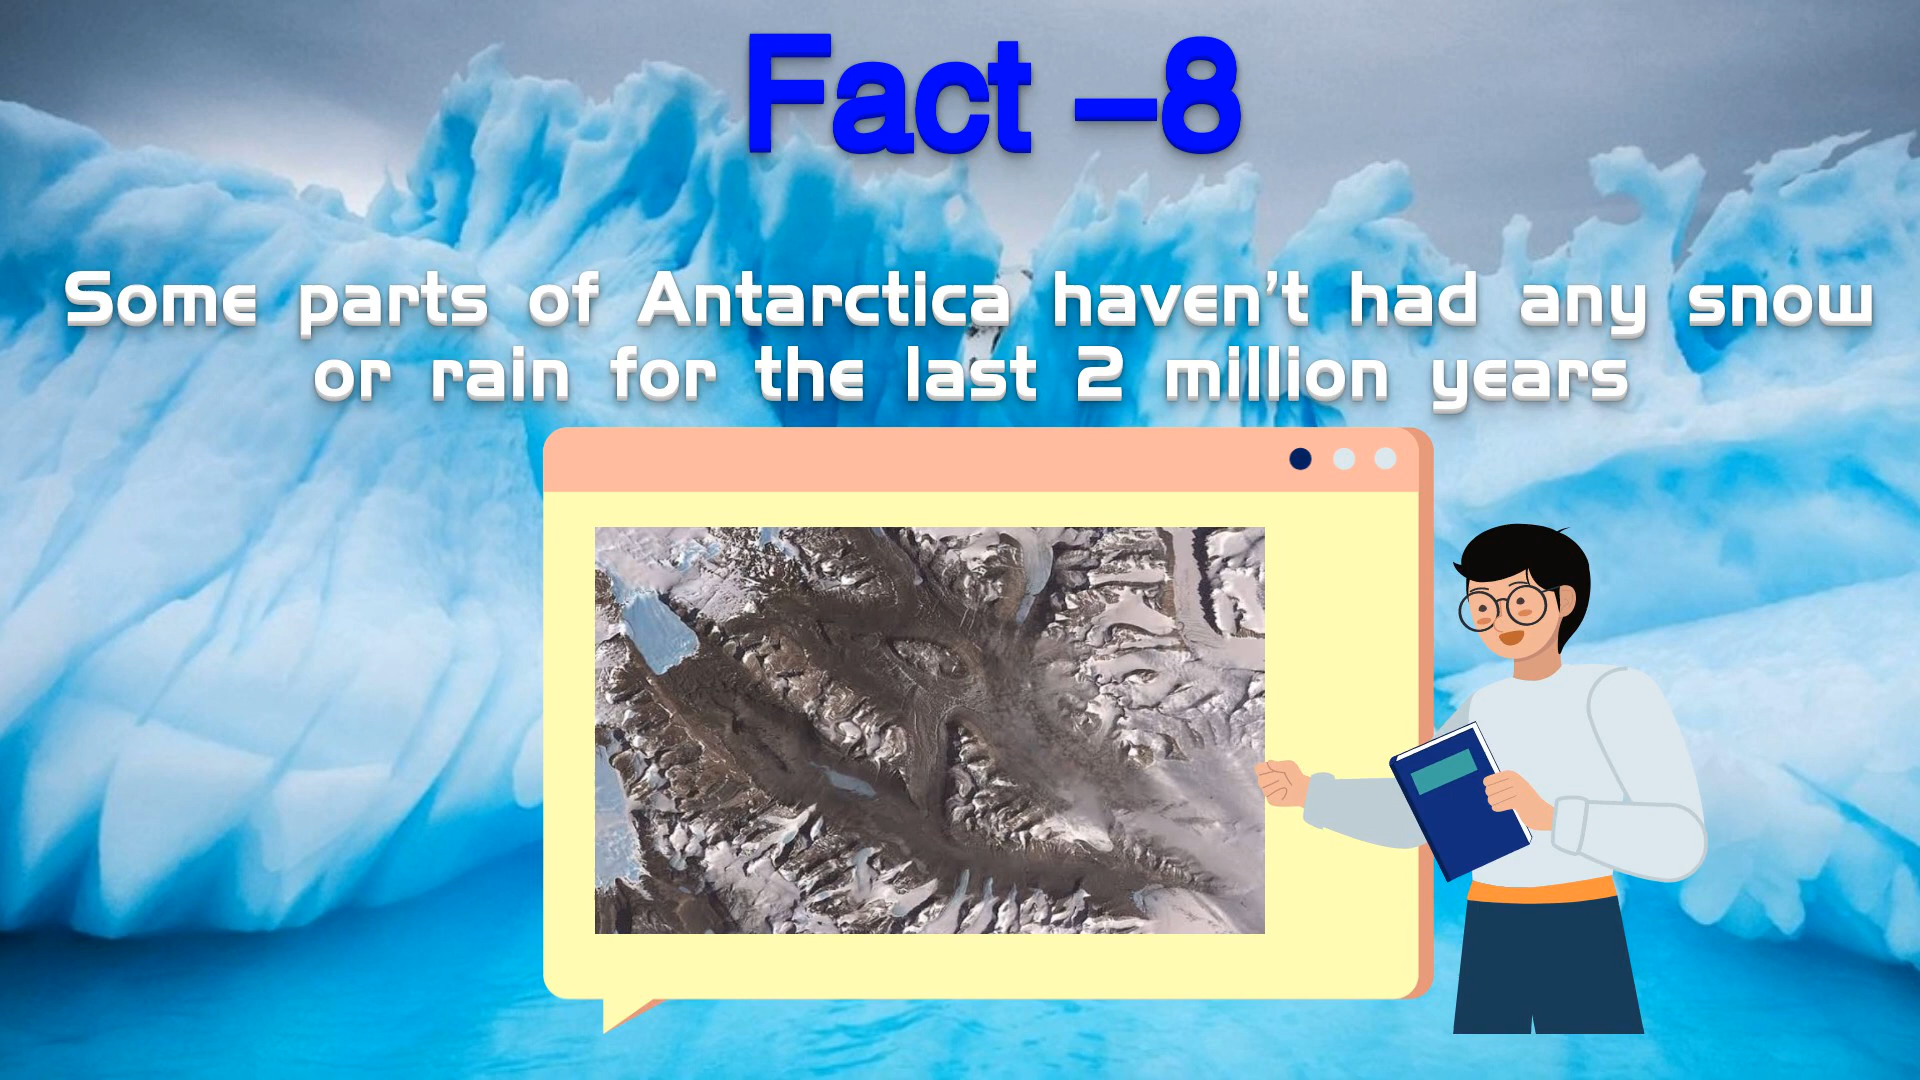 Fact –8
Some parts of Antarctica haven't had any snow
or rain for the last 2 million years